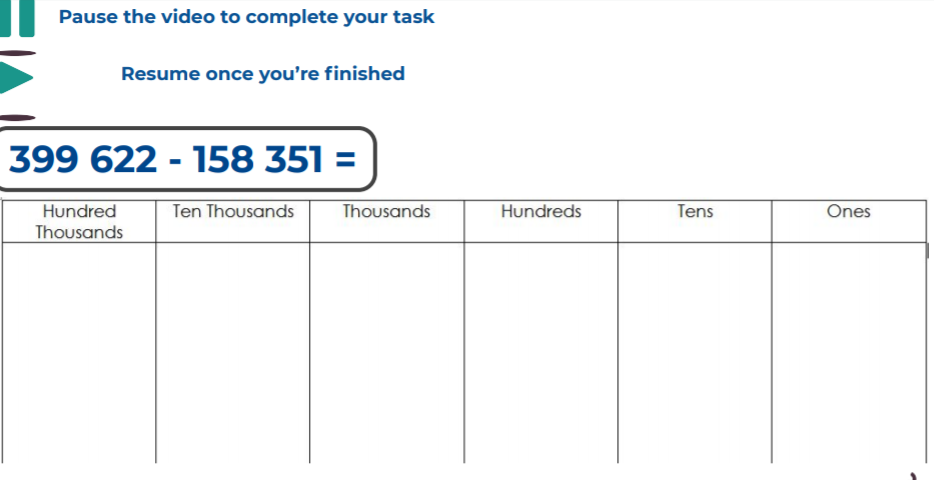 Pause the video to complete your task
Resume once you're finished
399 622 - 158 351 =
Hundred Thousands Ten Thousands Thousands Hundreds Tens Ones